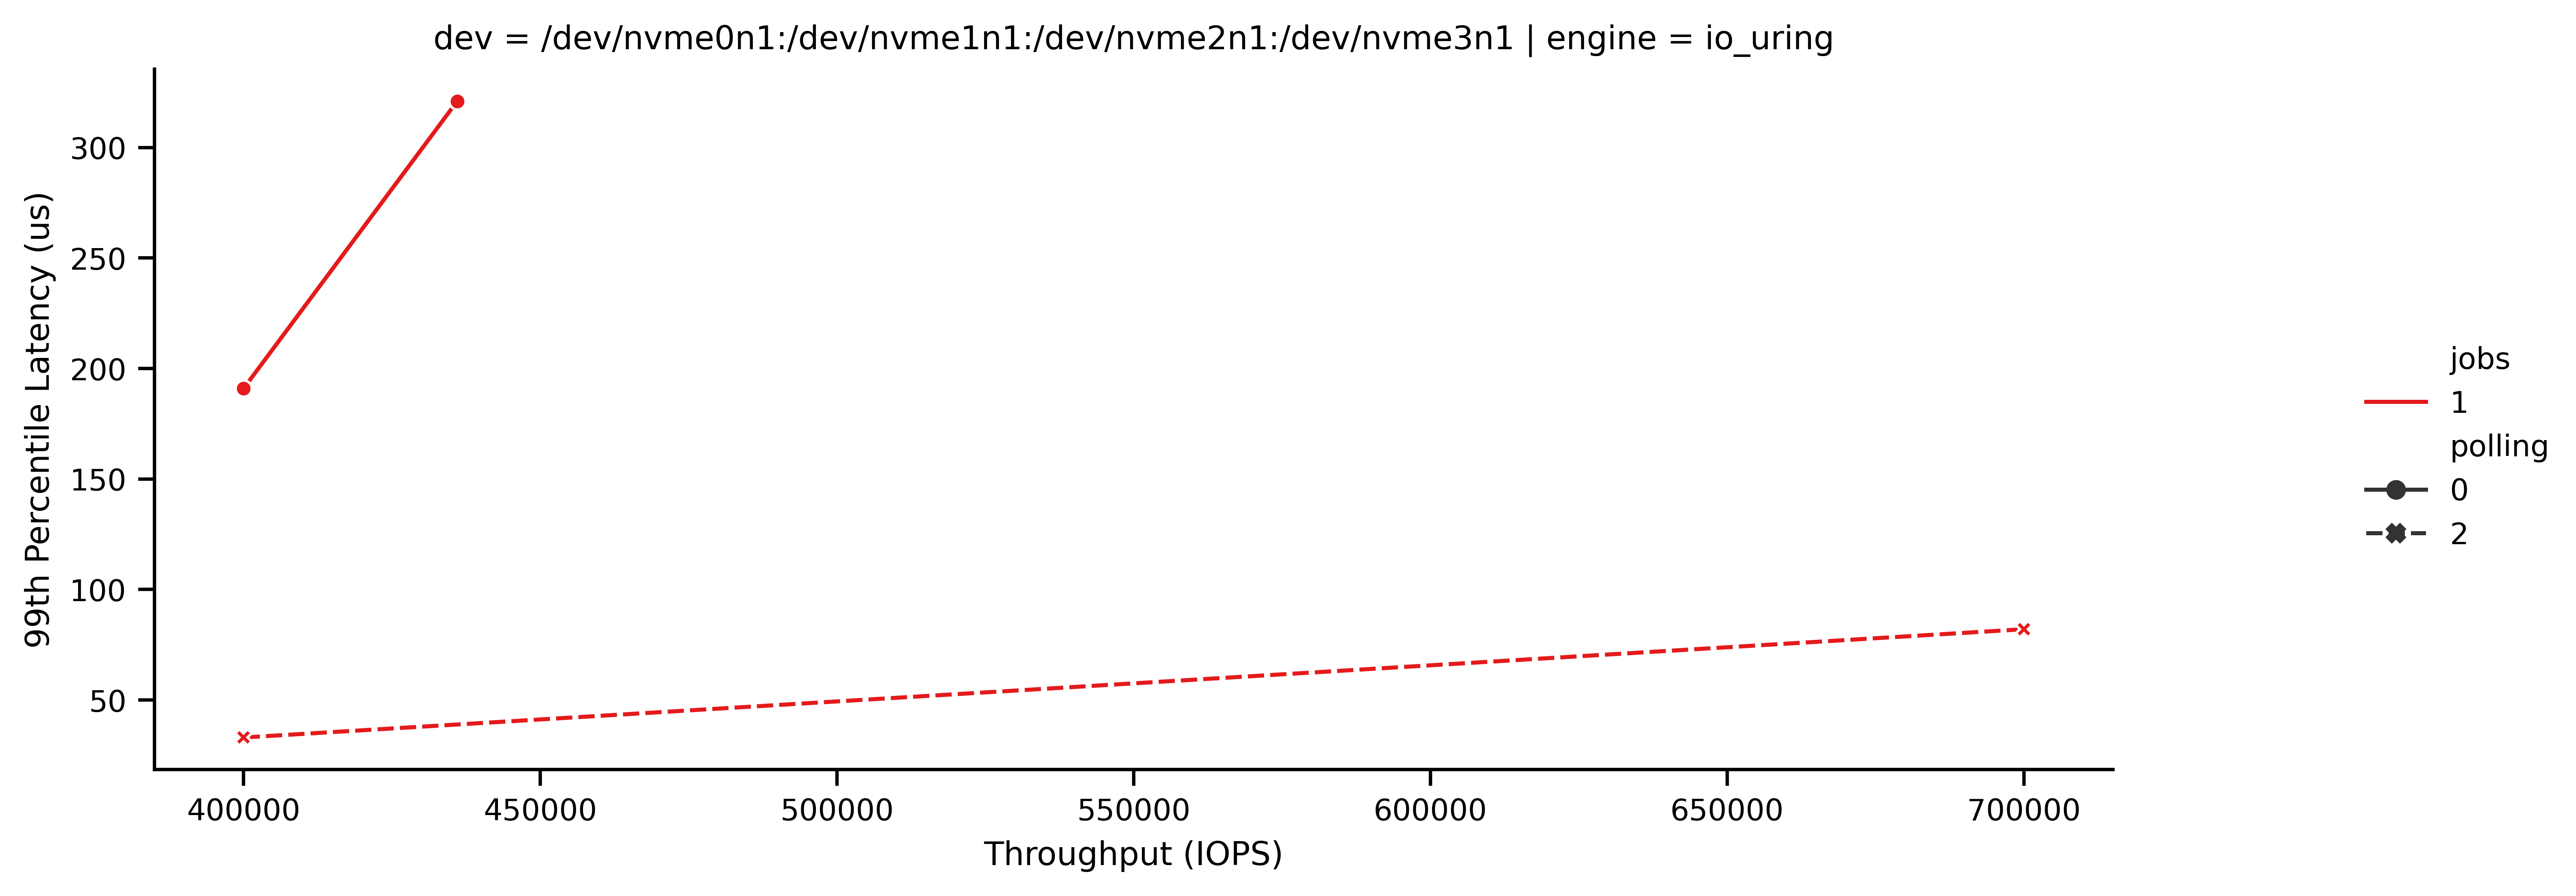 dev = /dev/nvme0n1:/dev/nvme1n1:/dev/nvme2n1:/dev/nvme3n1 | engine = io_uring
99th Percentile Latency (us)
300
250
200
150
100
50
400000 450000 500000 550000 600000 650000 700000
Throughput (IOPS)
jobs
1
polling
0
2